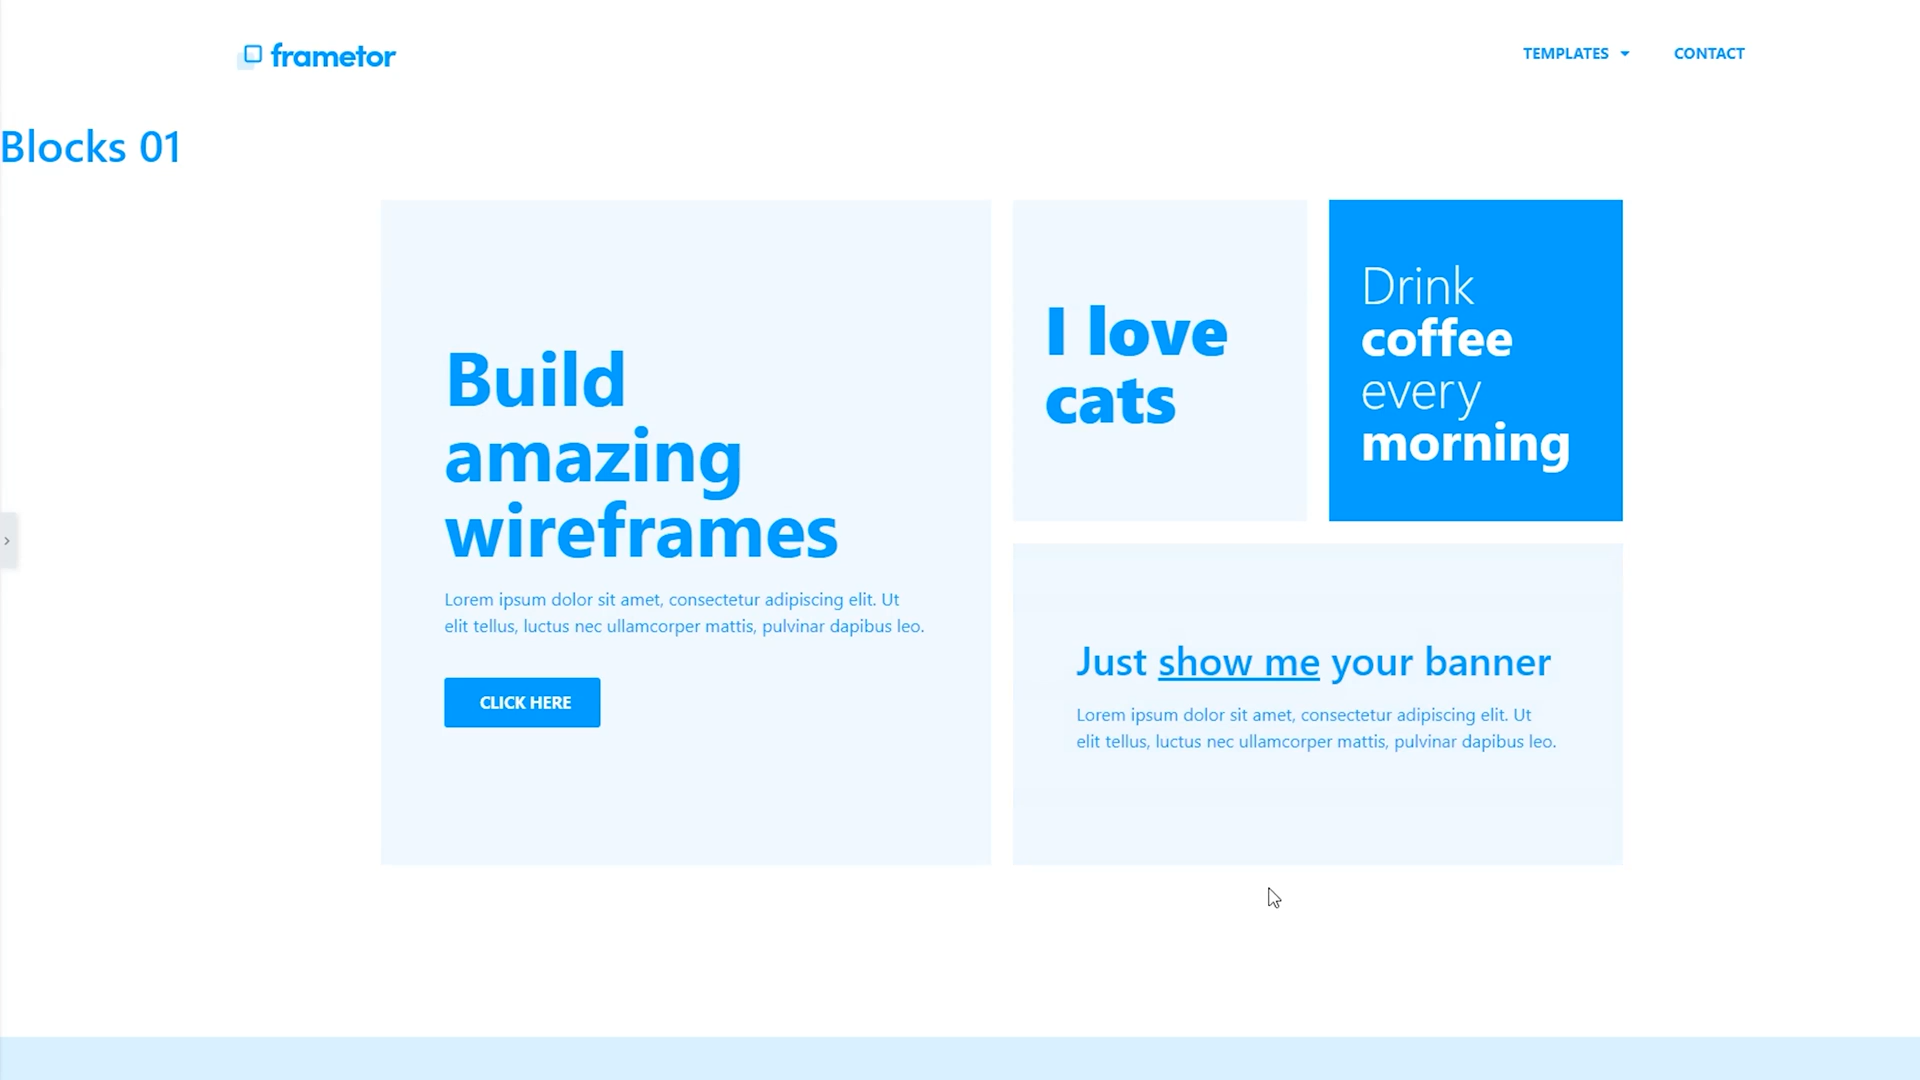 frametor
TEMPLATES
CONTACT
Blocks 01
Build
amazing
wireframes
Lorem ipsum dolor sit amet, consectetur adipiscing elit. Ut
elit tellus, luctus nec ullamcorper mattis, pulvinar dapibus leo.
CLICK HERE
I love
cats
Drink
coffee
every
morning
Just show me your banner
Lorem ipsum dolor sit amet, consectetur adipiscing elit. Ut
elit tellus, luctus nec ullamcorper mattis, pulvinar dapibus leo.